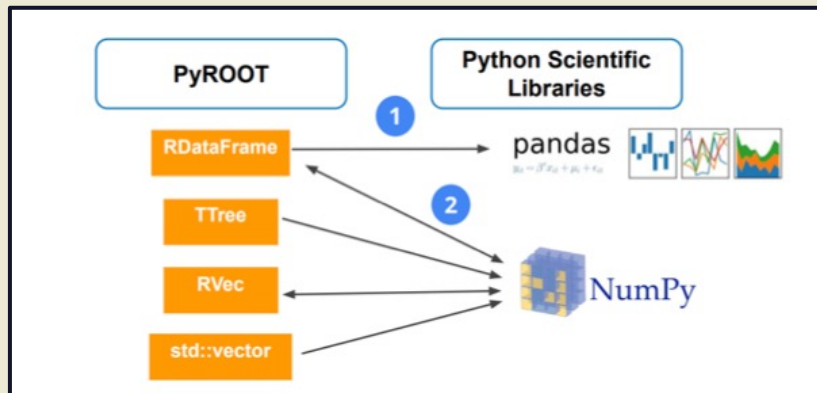 PyROOT
Python Scientific
Libraries
1
RDataFrame
pandas
2
TTree
RVec
NumPy
std::vector